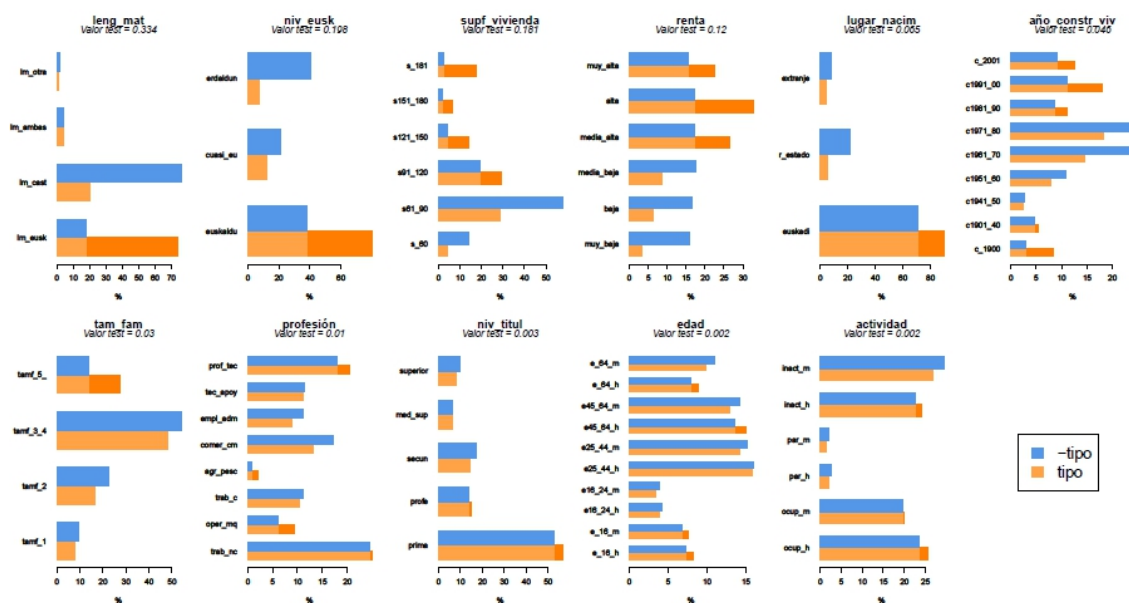 leng_mat
Valor test = 0.334
lm_otra
lm_embas
lm_cast
lm_eusk
0 10 20 30 40 50 60 70
%
niv_eusk
Valor test = 0.198
erdaldun
cuasi_eu
euskaldu
0 20 40 60
%
supf_vivienda
Valor test = 0.181
s_181
s151_180
s121_150
s91_120
s61_90
s_60
0 10 20 30 40 50
%
renta
Valor test = 0.12
muy_alta
alta
media_alta
media_baja
baja
muy_baja
0 5 10 15 20 25 30
%
lugar_nacim
Valor test = 0.065
extranje
r_estado
euskadi
0 20 40 60
%
año_constr_viv
Valor test = 0.046
c_2001
c1991_00
c1981_90
c1971_80
c1961_70
c1951_60
c1941_50
c1901_40
c_1900
0 5 10 15 20
%
tam_fam
Valor test = 0.03
tamf_5_
tamf_3_4
tamf_2
tamf_1
0 10 20 30 40 50
%
profesión
Valor test = 0.01
prof_tec
tec_apoy
empl_adm
comer_cm
agr_pesc
trab_c
oper_mq
trab_nc
0 5 10 15 20
%
niv_titul
Valor test = 0.003
superior
med_sup
secun
profe
prima
0 10 20 30 40 50
%
edad
Valor test = 0.002
e_64_m
e_64_h
e45_64_m
e45_64_h
e25_44_m
e25_44_h
e16_24_m
e16_24_h
e_16_m
e_16_h
0 5 10 15
%
actividad
Valor test = 0.002
inact_m
inact_h
par_m
par_h
ocup_m
ocup_h
0 5 10 15 20 25
%
-tipo
tipo